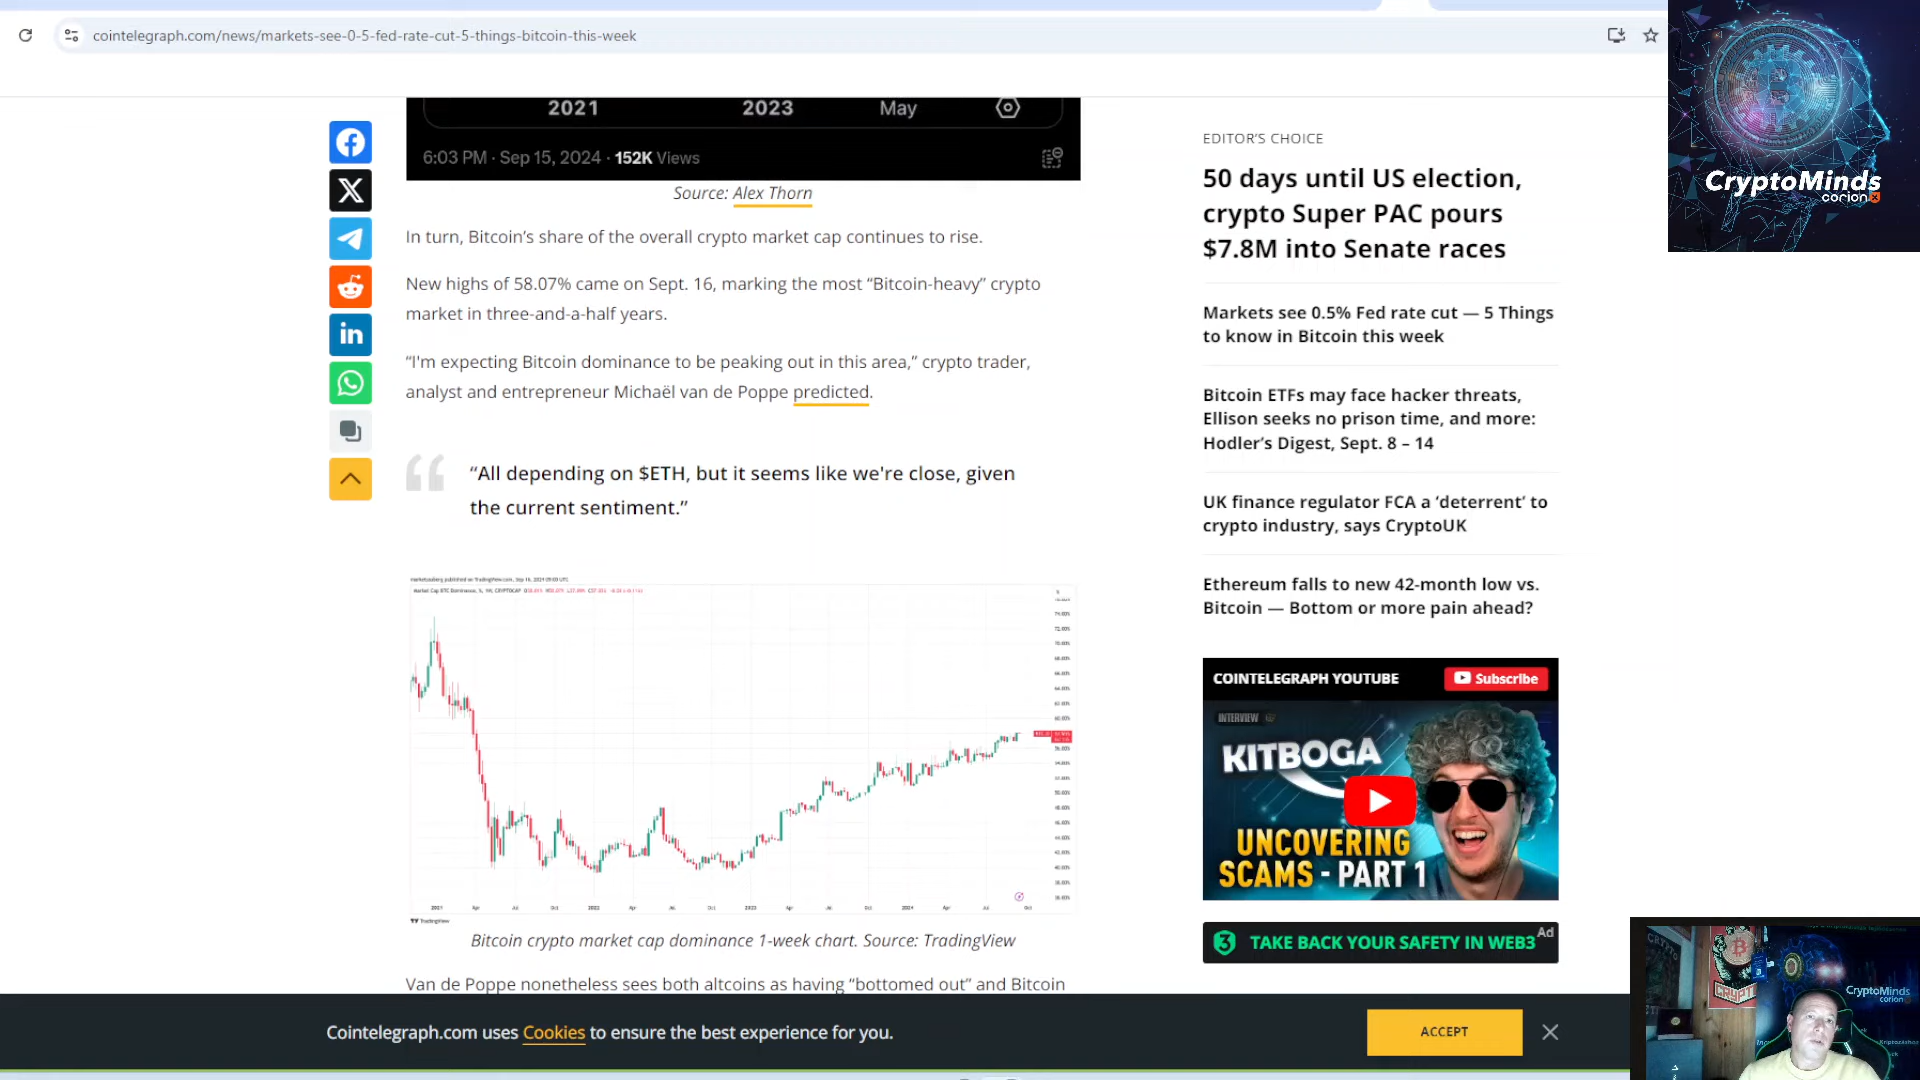 cointelegraph.com/news/markets-see-0-5-fed-rate-cut-5-things-bitcoin-this-week
2021 2023 May
6:03 PM · Sep 15, 2024 · 152K Views
Source: Alex Thorn
In turn, Bitcoin’s share of the overall crypto market cap continues to rise.
New highs of 58.07% came on Sept. 16, marking the most “Bitcoin-heavy” crypto
market in three-and-a-half years.
“I'm expecting Bitcoin dominance to be peaking out in this area,” crypto trader,
analyst and entrepreneur Michaël van de Poppe predicted.
“All depending on $ETH, but it seems like we're close, given
the current sentiment.”
TradingView
Bitcoin crypto market cap dominance 1-week chart. Source: TradingView
Van de Poppe nonetheless sees both altcoins as having “bottomed out” and Bitcoin
EDITOR’S CHOICE
50 days until US election,
crypto Super PAC pours
$7.8M into Senate races
Markets see 0.5% Fed rate cut — 5 Things
to know in Bitcoin this week
Bitcoin ETFs may face hacker threats,
Ellison seeks no prison time, and more:
Hodler’s Digest, Sept. 8 – 14
UK finance regulator FCA a ‘deterrent’ to
crypto industry, says CryptoUK
Ethereum falls to new 42-month low vs.
Bitcoin — Bottom or more pain ahead?
COINTELEGRAPH YOUTUBE Subscribe
INTERVIEW
KITBOGA
UNCOVERING
SCAMS - PART 1
TAKE BACK YOUR SAFETY IN WEB3 Ad
Cointelegraph.com uses Cookies to ensure the best experience for you.
ACCEPT
CryptoMinds
corion
CryptoMinds
corion